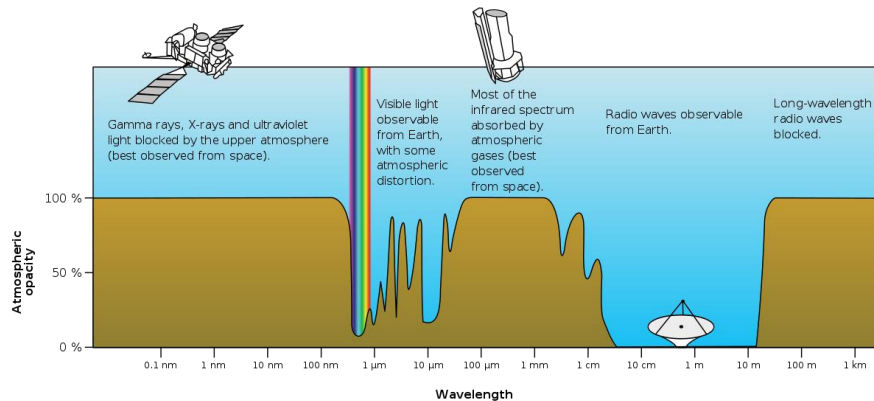 Gamma rays, X-rays and ultraviolet
light blocked by the upper atmosphere
(best observed from space).
Visible light
observable
from Earth,
with some
atmospheric
distortion.
Most of the
infrared spectrum
absorbed by
atmospheric
gases (best
observed
from space).
Radio waves observable
from Earth.
Long-wavelength
radio waves
blocked.
Atmospheric
opacity
100 %
50 %
0 %
0.1 nm
1 nm
10 nm
100 nm
1 μm
10 μm
100 μm
1 mm
1 cm
10 cm
1 m
10 m
100 m
1 km
Wavelength